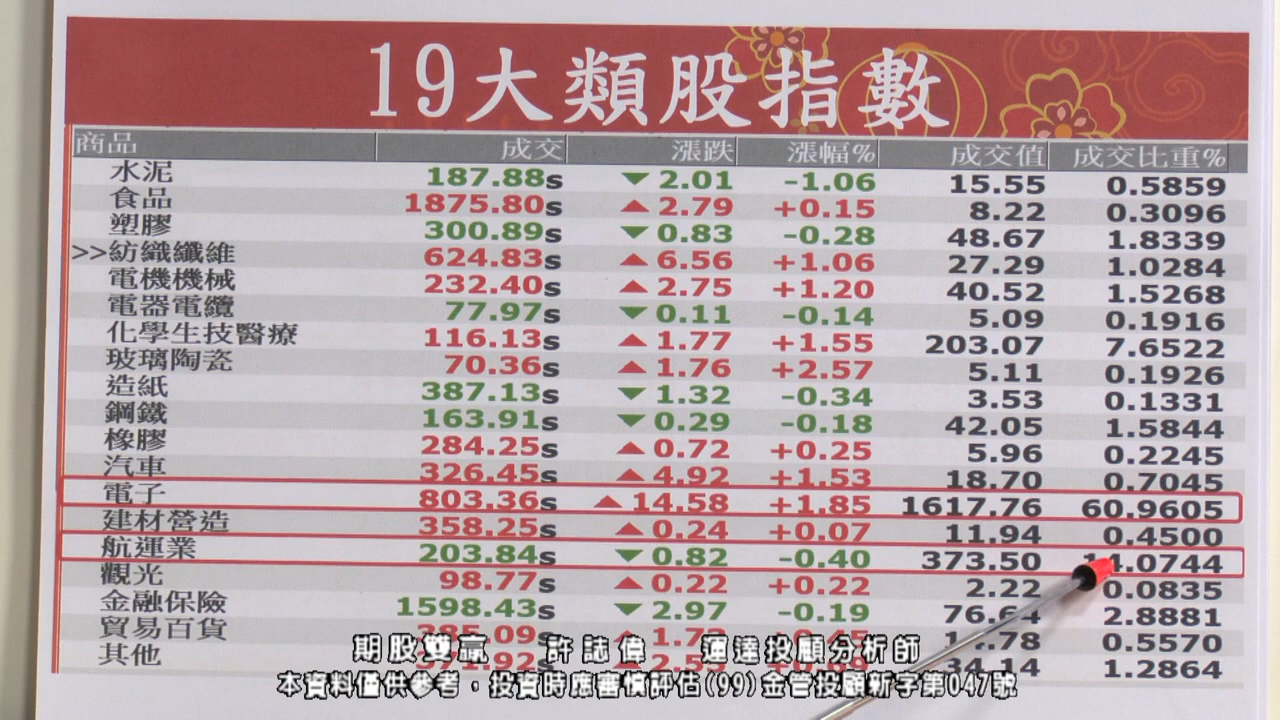 19大類股指數
商品 成交 漲跌 漲幅% 成交值 成交比重%
水泥 187.88s ▼2.01 -1.06 15.55 0.5859
食品 1875.80s ▲2.79 +0.15 8.22 0.3096
塑膠 300.89s ▼0.83 -0.28 48.67 1.8339
>>紡織纖維 624.83s ▲6.56 +1.06 27.29 1.0284
電機機械 232.40s ▲2.75 +1.20 40.52 1.5268
電器電纜 77.97s ▼0.11 -0.14 5.09 0.1916
化學生技醫療 116.13s ▲1.77 +1.55 203.07 7.6522
玻璃陶瓷 70.36s ▲1.76 +2.57 5.11 0.1926
造紙 387.13s ▼1.32 -0.34 3.53 0.1331
鋼鐵 163.91s ▼0.29 -0.18 42.05 1.5844
橡膠 284.25s ▲0.72 +0.25 5.96 0.2245
汽車 326.45s ▲4.92 +1.53 18.70 0.7045
電子 803.36s ▲14.58 +1.85 1617.76 60.9605
建材營造 358.25s ▲0.24 +0.07 11.94 0.4500
航運業 203.84s ▼0.82 -0.40 373.50 14.0744
觀光 98.77s ▲0.22 +0.22 2.22 0.0835
金融保險 1598.43s ▼2.97 -0.19 76.64 2.8881
貿易百貨 0.5570
其他 34.14 1.2864
期股雙贏 許誌偉 運達投顧分析師
本資料僅供參考,投資時應審慎評估(99)金管投顧新字第047號